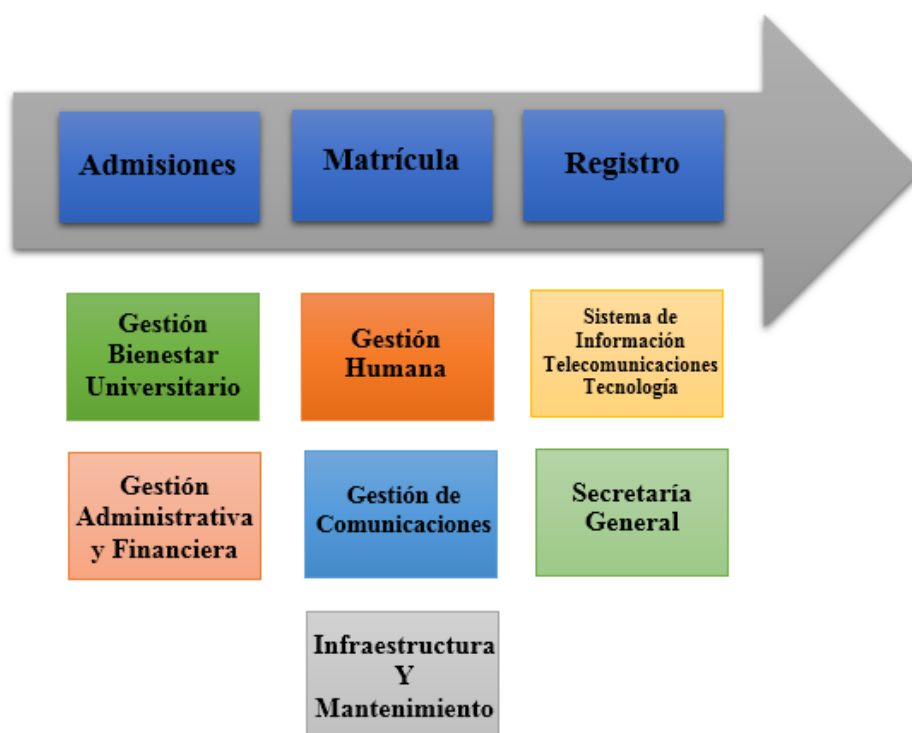 Admisiones
Matrícula
Registro
Gestión
Bienestar
Universitario
Gestión
Humana
Sistema de
Información
Telecomunicaciones
Tecnología
Gestión
Administrativa
y Financiera
Gestión de
Comunicaciones
Secretaría
General
Infraestructura
Y
Mantenimiento